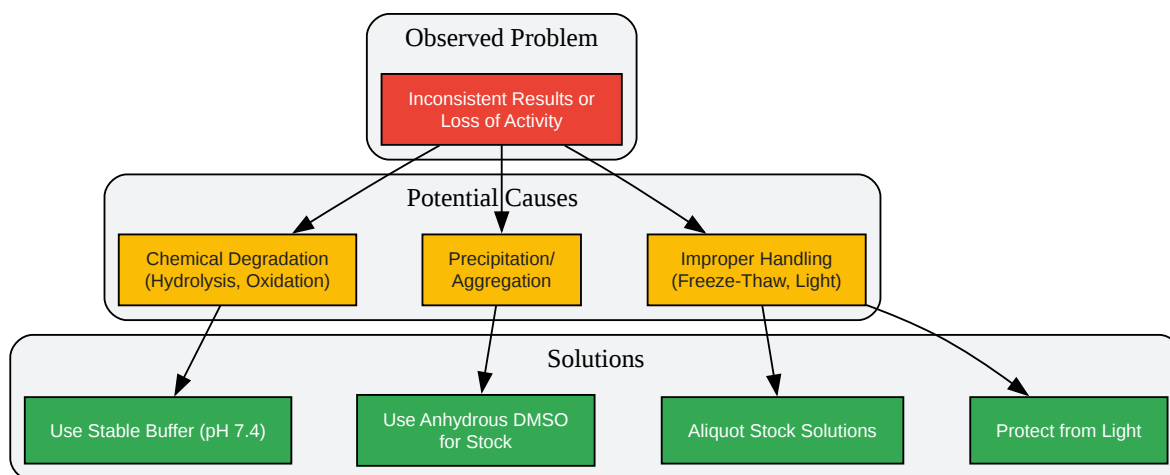 Observed Problem
Inconsistent Results or
Loss of Activity
Potential Causes
Chemical Degradation
(Hydrolysis, Oxidation)
Precipitation/
Aggregation
Improper Handling
(Freeze-Thaw, Light)
Solutions
Use Stable Buffer (pH 7.4)
Use Anhydrous DMSO
for Stock
Aliquot Stock Solutions
Protect from Light